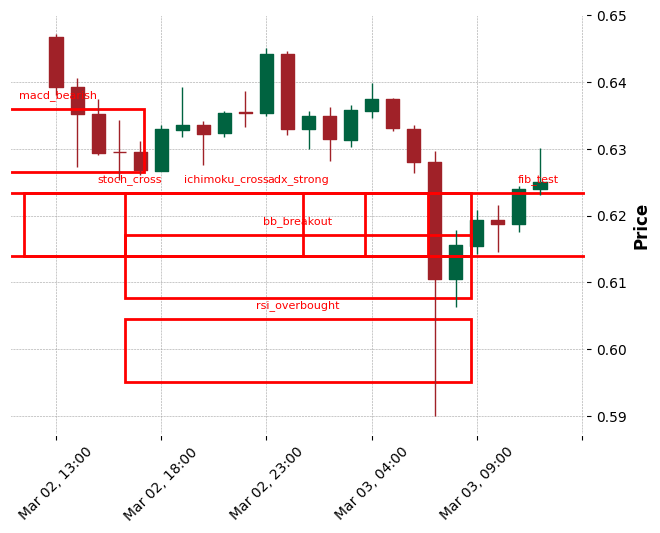 0.65
0.64
macd_bearish
0.63
stoch_cross
ichimoku_cross
adx_strong
fib_test
0.62
bb_breakout
Price
0.61
rsi_overbought
0.60
0.59
Mar 02, 13:00
Mar 02, 18:00
Mar 02, 23:00
Mar 03, 04:00
Mar 03, 09:00